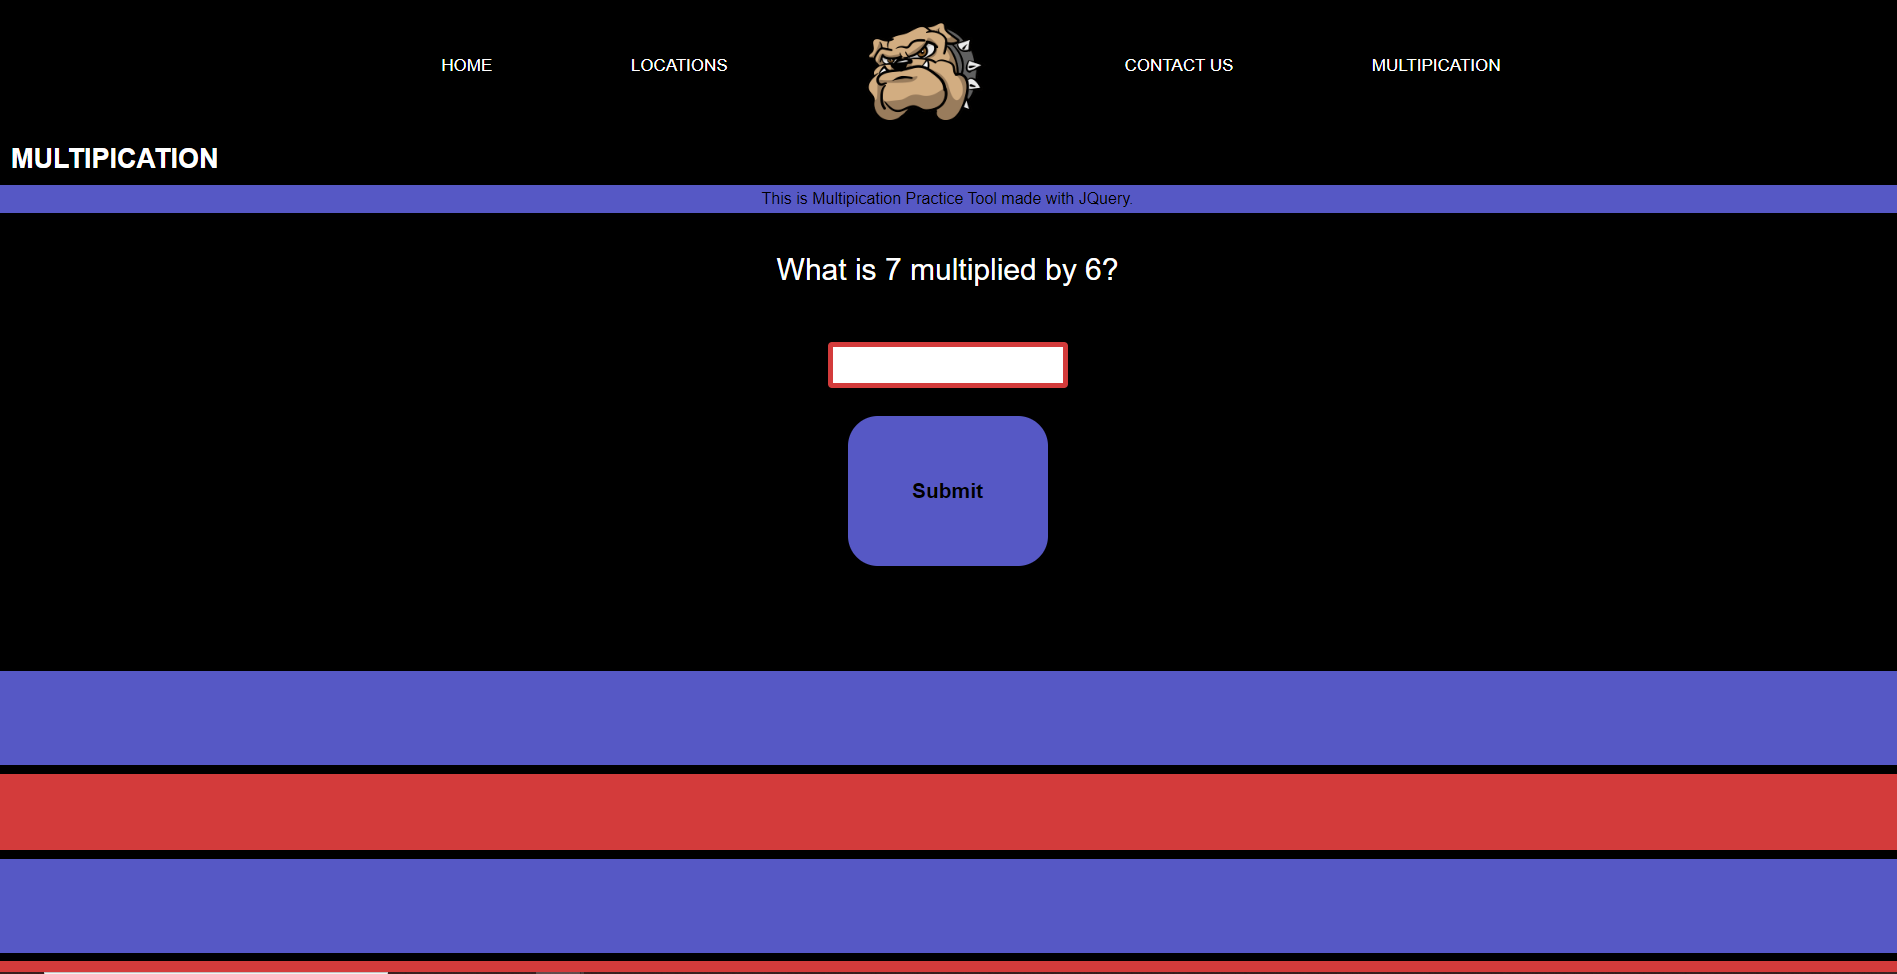 HOME LOCATIONS CONTACT US MULTIPICATION
MULTIPICATION
This is Multipication Practice Tool made with JQuery.
What is 7 multiplied by 6?
Submit